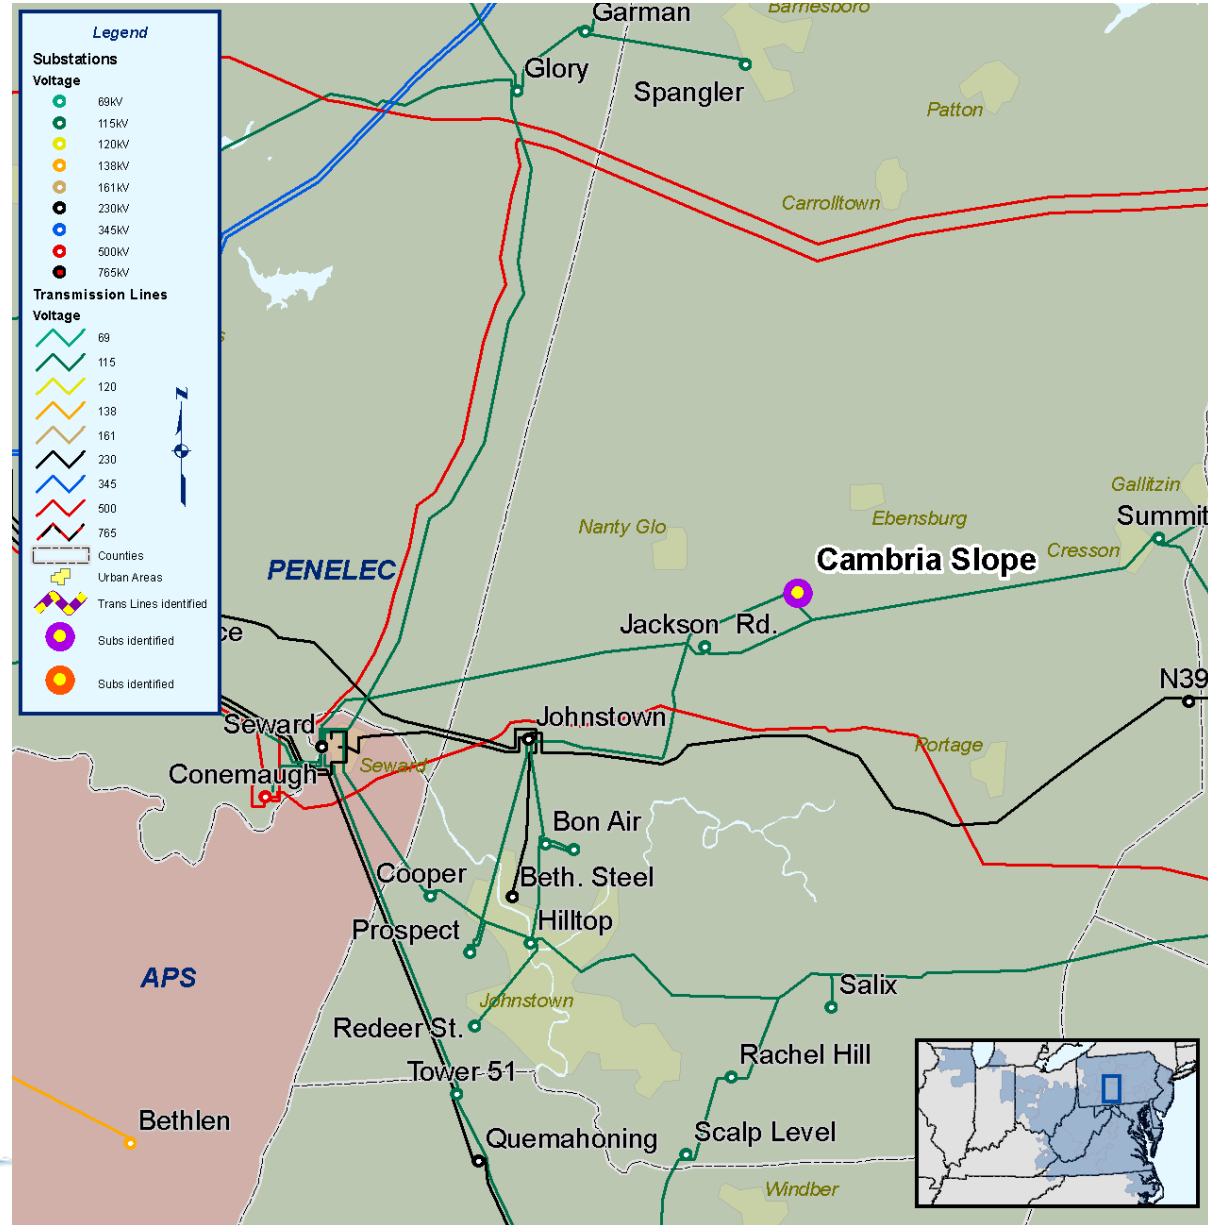 Legend
Substations
Voltage
69kV
115kV
120kV
138kV
161kV
230kV
345kV
500kV
765kV
Transmission Lines
Voltage
69
115
120
138
161
230
345
500
765
Counties
Urban Areas
Trans Lines identified
Subs identified
Subs identified
N
Garman
Barnesboro
Glory
Spangler
Patton
Carrolltown
Gallitzin
Ebensburg
Summit
Nanty Glo
Cresson
PENELEC
Cambria Slope
Jackson Rd.
ce
N39
Seward
Johnstown
Portage
Seward
Conemaugh
Bon Air
Cooper
Beth. Steel
Prospect
Hilltop
APS
Salix
Johnstown
Redeer St.
Rachel Hill
Tower 51
Bethlen
Quemahoning
Scalp Level
Windber